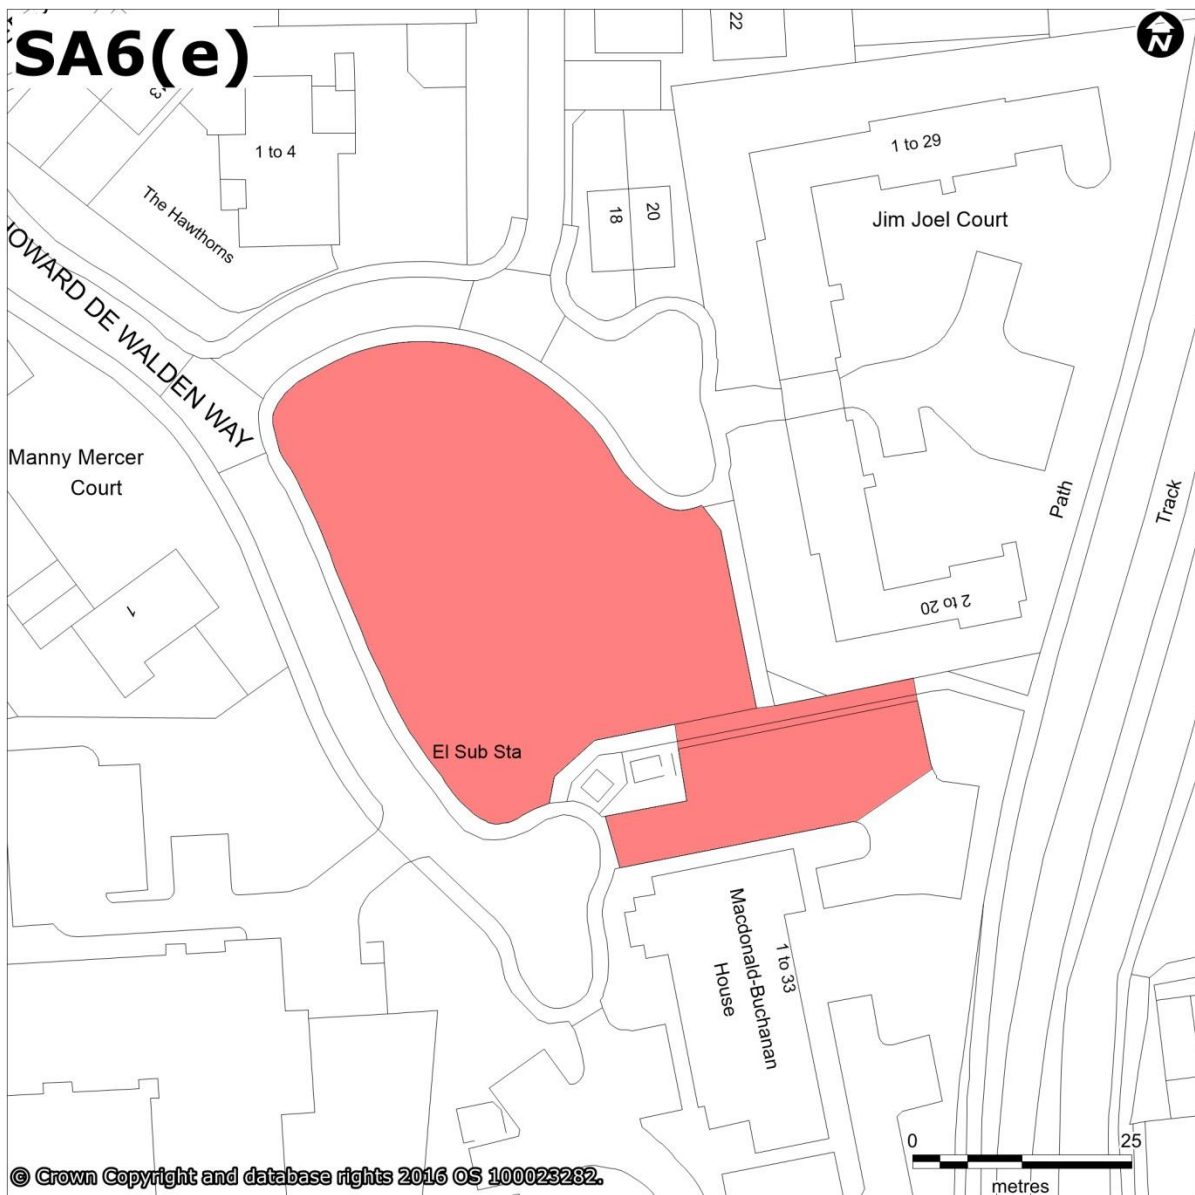 SA6(e)
N
22
3
1 to 4
The Hawthorns
18
20
1 to 29
Jim Joel Court
HOWARD DE WALDEN WAY
Manny Mercer
Court
1
Path
Track
2 to 20
El Sub Sta
Macdonald-Buchanan
House
1 to 33
0 25
metres
© Crown Copyright and database rights 2016 OS 100023282.